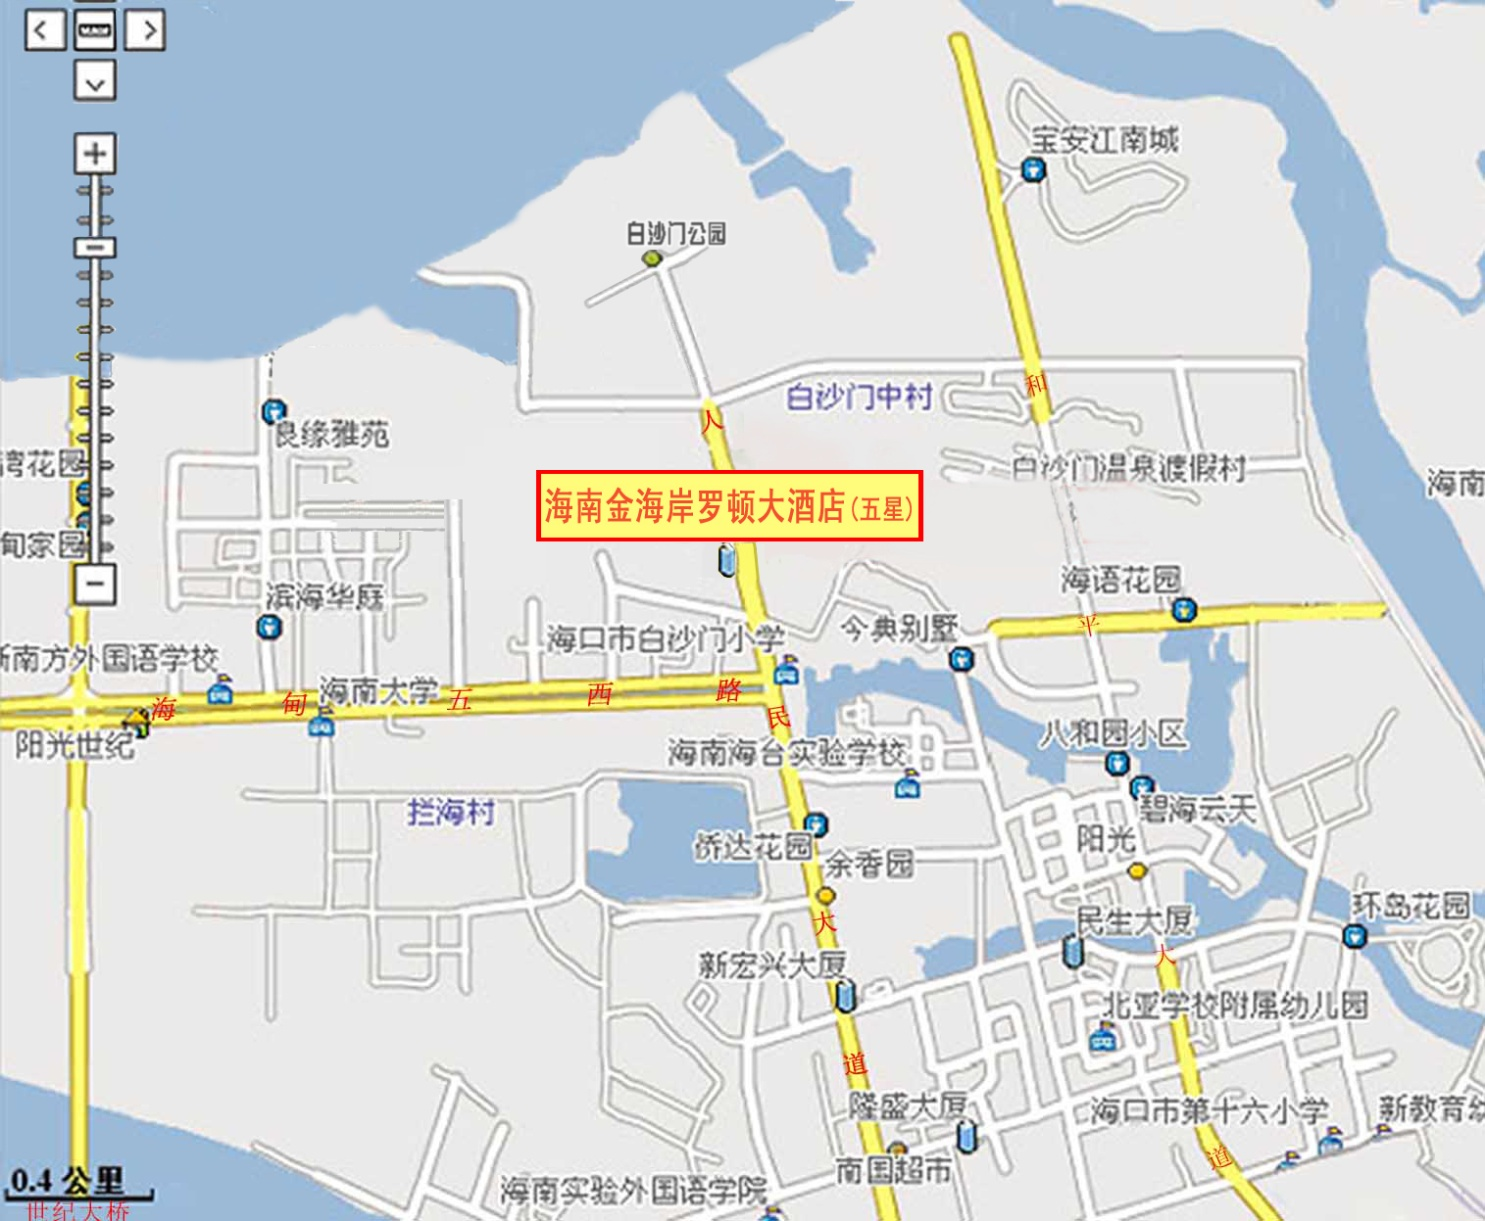 宝安江南城
白沙门公园
和
白沙门中村
人
良缘雅苑
湾花园
白沙门温泉渡假村
海南
海南金海岸罗顿大酒店(五星)
甸家园
海语花园
滨海华庭
平
今典别墅
海口市白沙门小学
南方外国语学校
海南大学
海甸五西路
民
阳光世纪
八和园小区
海南海台实验学校
拦海村
碧海云天
阳光
侨达花园
余香园
环岛花园
民生大厦
大
大
新宏兴大厦
北亚学校附属幼儿园
道
隆盛大厦
海口市第十六小学
新教育幼
道
南国超市
0.4 公里
海南实验外国语学院
世纪大桥